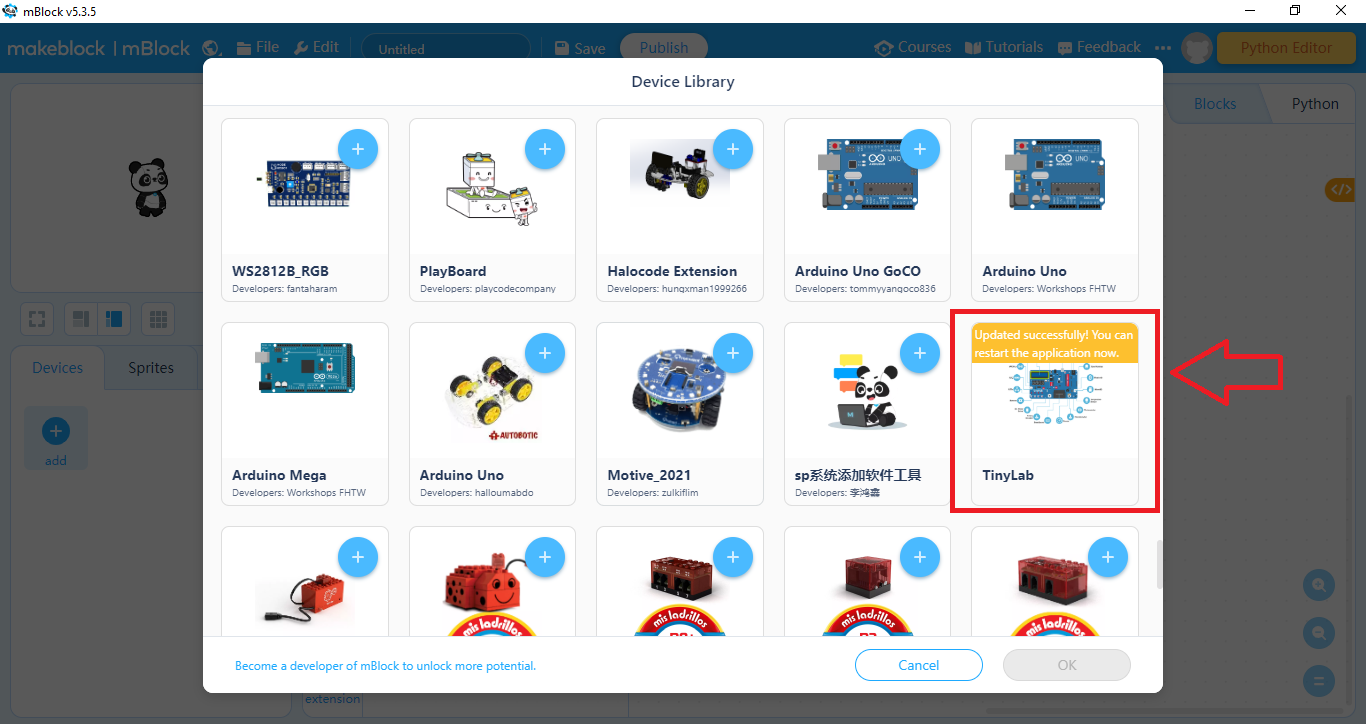 mBlock v5.3.5
makeblock | mBlock
File
Edit
Untitled
Save
Publish
Courses
Tutorials
Feedback
Python Editor
Device Library
Blocks
Python
WS2812B_RGB
Developers: fantaharam
PlayBoard
Developers: playcodecompany
Halocode Extension
Developers: hungxman1999266
Arduino Uno GoCO
Developers: tommyyangoco836
Arduino Uno
Developers: Workshops FHTW
Devices
Sprites
add
Arduino Mega
Developers: Workshops FHTW
AUTOBOTIC
Arduino Uno
Developers: halloumabdo
Motive_2021
Developers: zulkiflim
sp系统添加软件工具
Developers: 李鸿鑫
Updated successfully! You can
restart the application now.
TinyLab
mis ladrillos
mis ladrillos
mis ladrillos
mis ladrillos
Become a developer of mBlock to unlock more potential.
Cancel
OK
extension